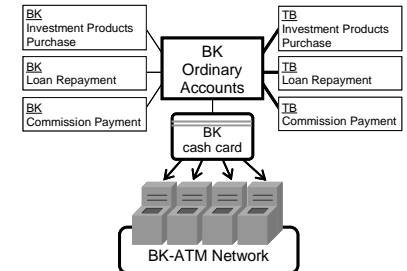 BK
Investment Products
Purchase
BK
Loan Repayment
BK
Commission Payment
BK
Ordinary
Accounts
TB
Investment Products
Purchase
TB
Loan Repayment
TB
Commission Payment
BK
cash card
BK-ATM Network